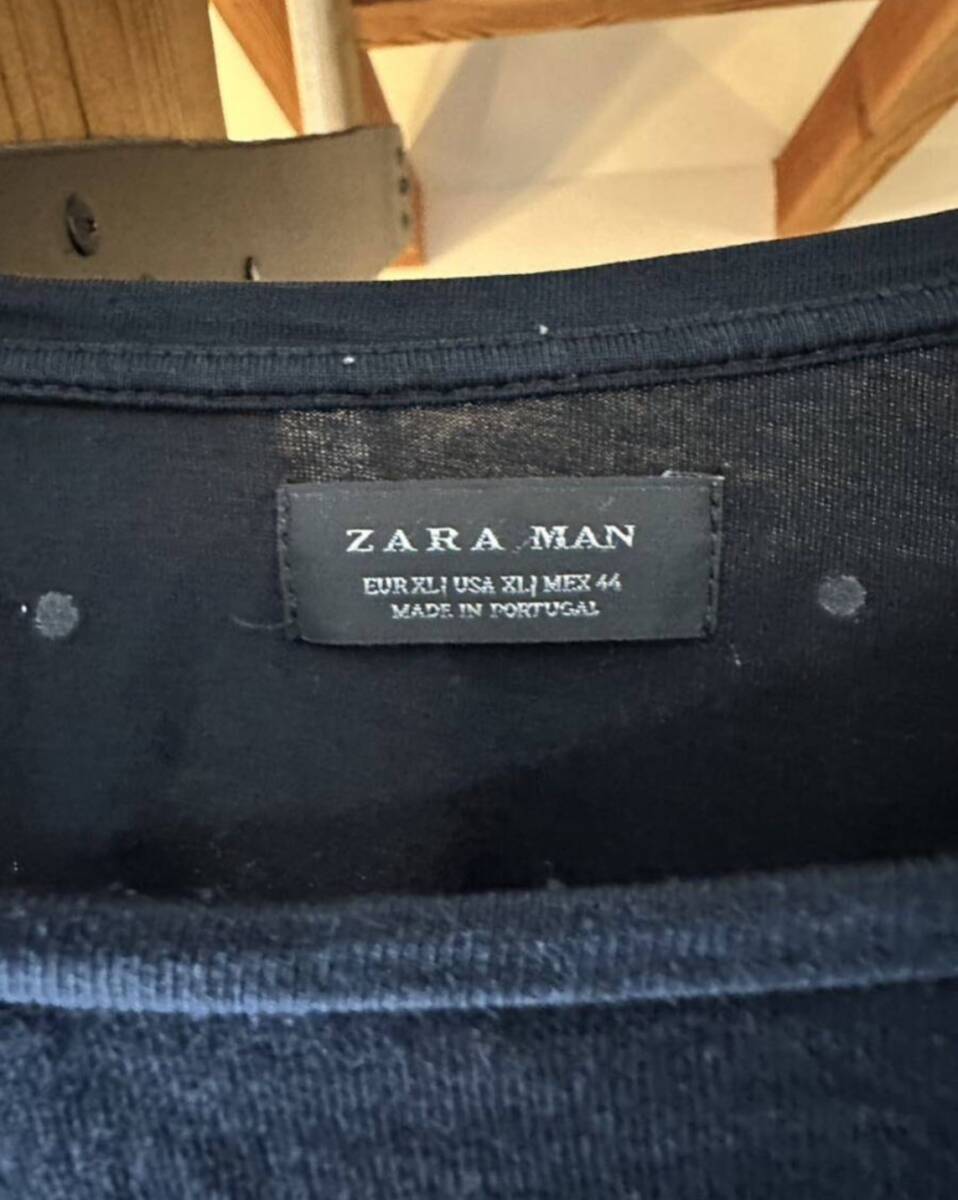 ZARA MAN
EUR XL| USA XL| MEX 44
MADE IN PORTUGAL